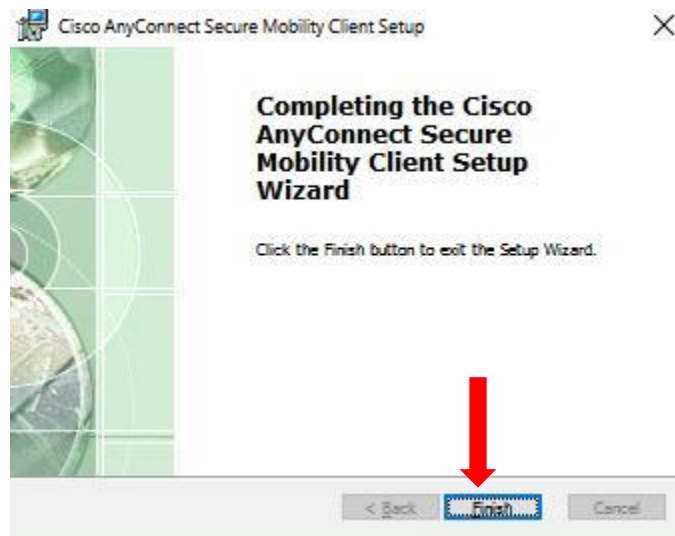 Cisco AnyConnect Secure Mobility Client Setup
Completing the Cisco
AnyConnect Secure
Mobility Client Setup
Wizard
Click the Finish button to exit the Setup Wizard.
< Back Finish Cancel